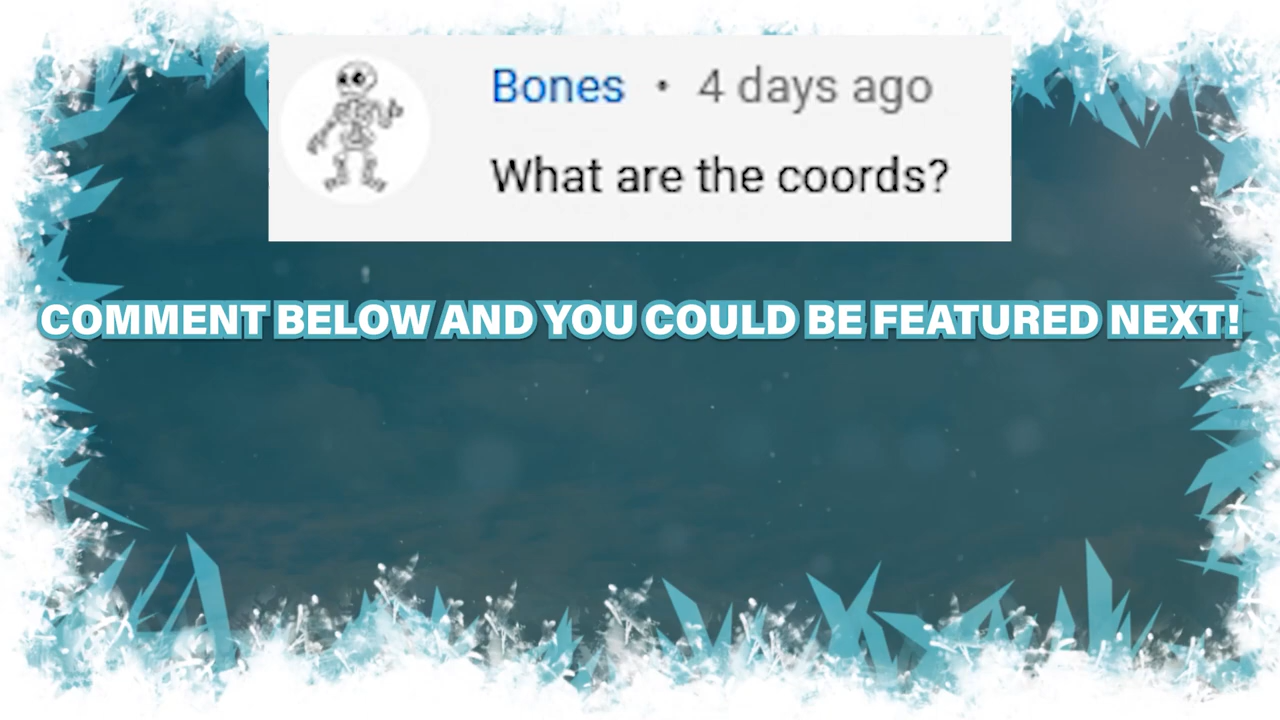 Bones • 4 days ago
What are the coords?
COMMENT BELOW AND YOU COULD BE FEATURED NEXT!